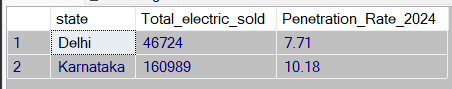 state Total_electric_sold Penetration_Rate_2024
1 Delhi 46724 7.71
2 Karnataka 160989 10.18